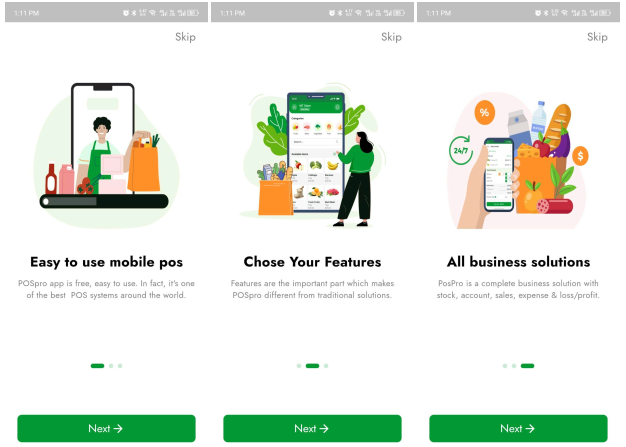 1:11 PM
Skip
Easy to use mobile pos
POSpro app is free, easy to use. In fact, it's one
of the best POS systems around the world.
Next →
1:11 PM
Skip
Categories
Chose Your Features
Features are the important part which makes
POSpro different from traditional solutions.
Next →
1:11 PM
Skip
%
24/7
$
All business solutions
PosPro is a complete business solution with
stock, account, sales, expense & loss/profit.
Next →